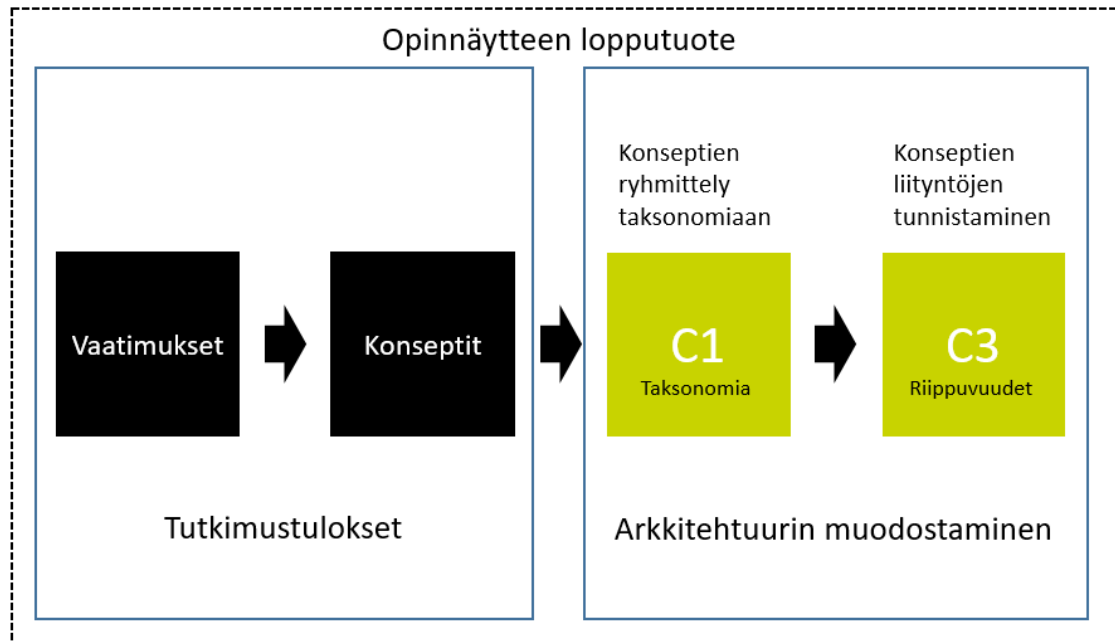 Opinnäytteen lopputuote
Vaatimukset
Konseptit
Tutkimustulokset
Konseptien
ryhmittely
taksonomiaan
C1
Taksonomia
Konseptien
liityntöjen
tunnistaminen
C3
Riippuvuudet
Arkkitehtuurin muodostaminen